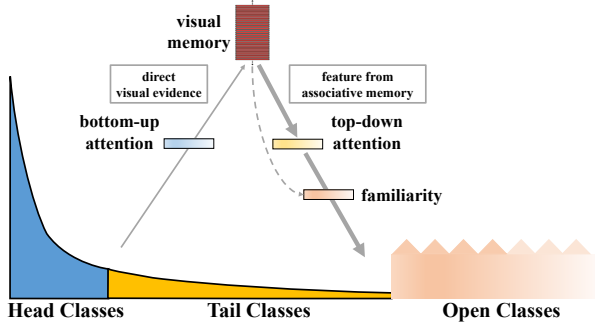 visual
memory
direct
visual evidence
feature from
associative memory
bottom-up
attention
top-down
attention
familiarity
Head Classes
Tail Classes
Open Classes